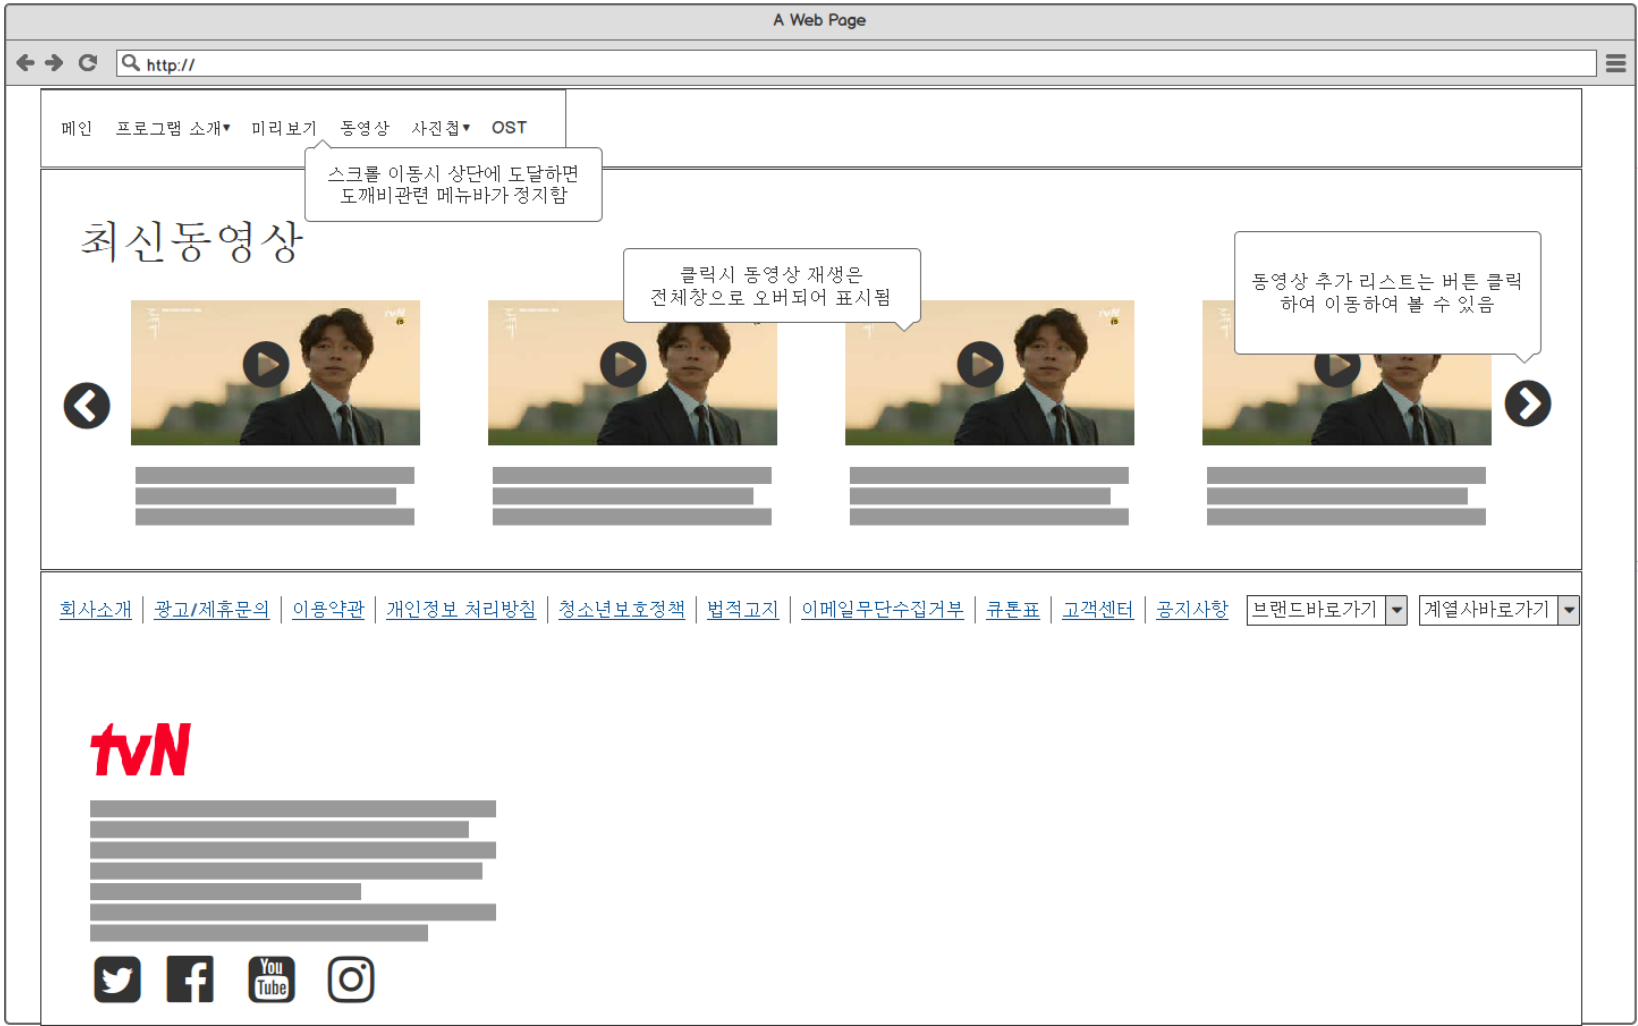 A Web Page
http://
메인 프로그램 소개▾ 미리보기 동영상 사진첩▾ OST
스크롤 이동시 상단에 도달하면
도깨비관련 메뉴바가 정지함
최신동영상
클릭시 동영상 재생은
전체창으로 오버되어 표시됨
동영상 추가 리스트는 버튼 클릭
하여 이동하여 볼 수 있음
tvN
tvN
회사소개 | 광고/제휴문의 | 이용약관 | 개인정보 처리방침 | 청소년보호정책 | 법적고지 | 이메일무단수집거부 | 큐톤표 | 고객센터 | 공지사항 브랜드바로가기 계열사바로가기
tvN
You
Tube